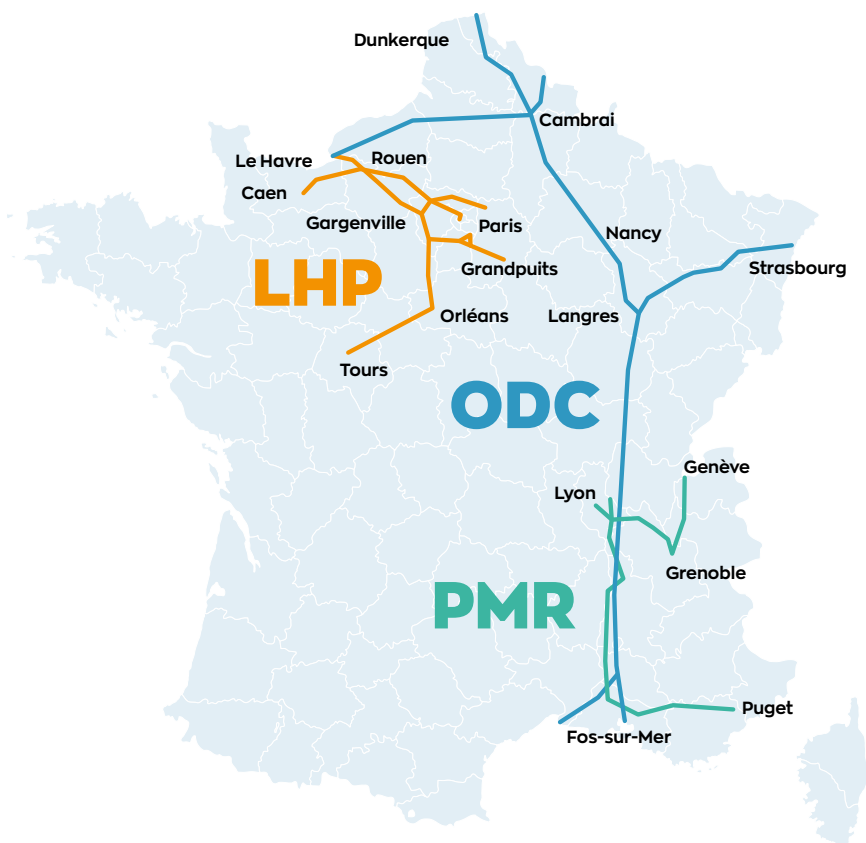 Dunkerque
Cambrai
Le Havre
Rouen
Caen
Gargenville
Paris
Nancy
Grandpuits
Strasbourg
LHP
Orléans
Langres
Tours
ODC
Genève
Lyon
Grenoble
PMR
Puget
Fos-sur-Mer